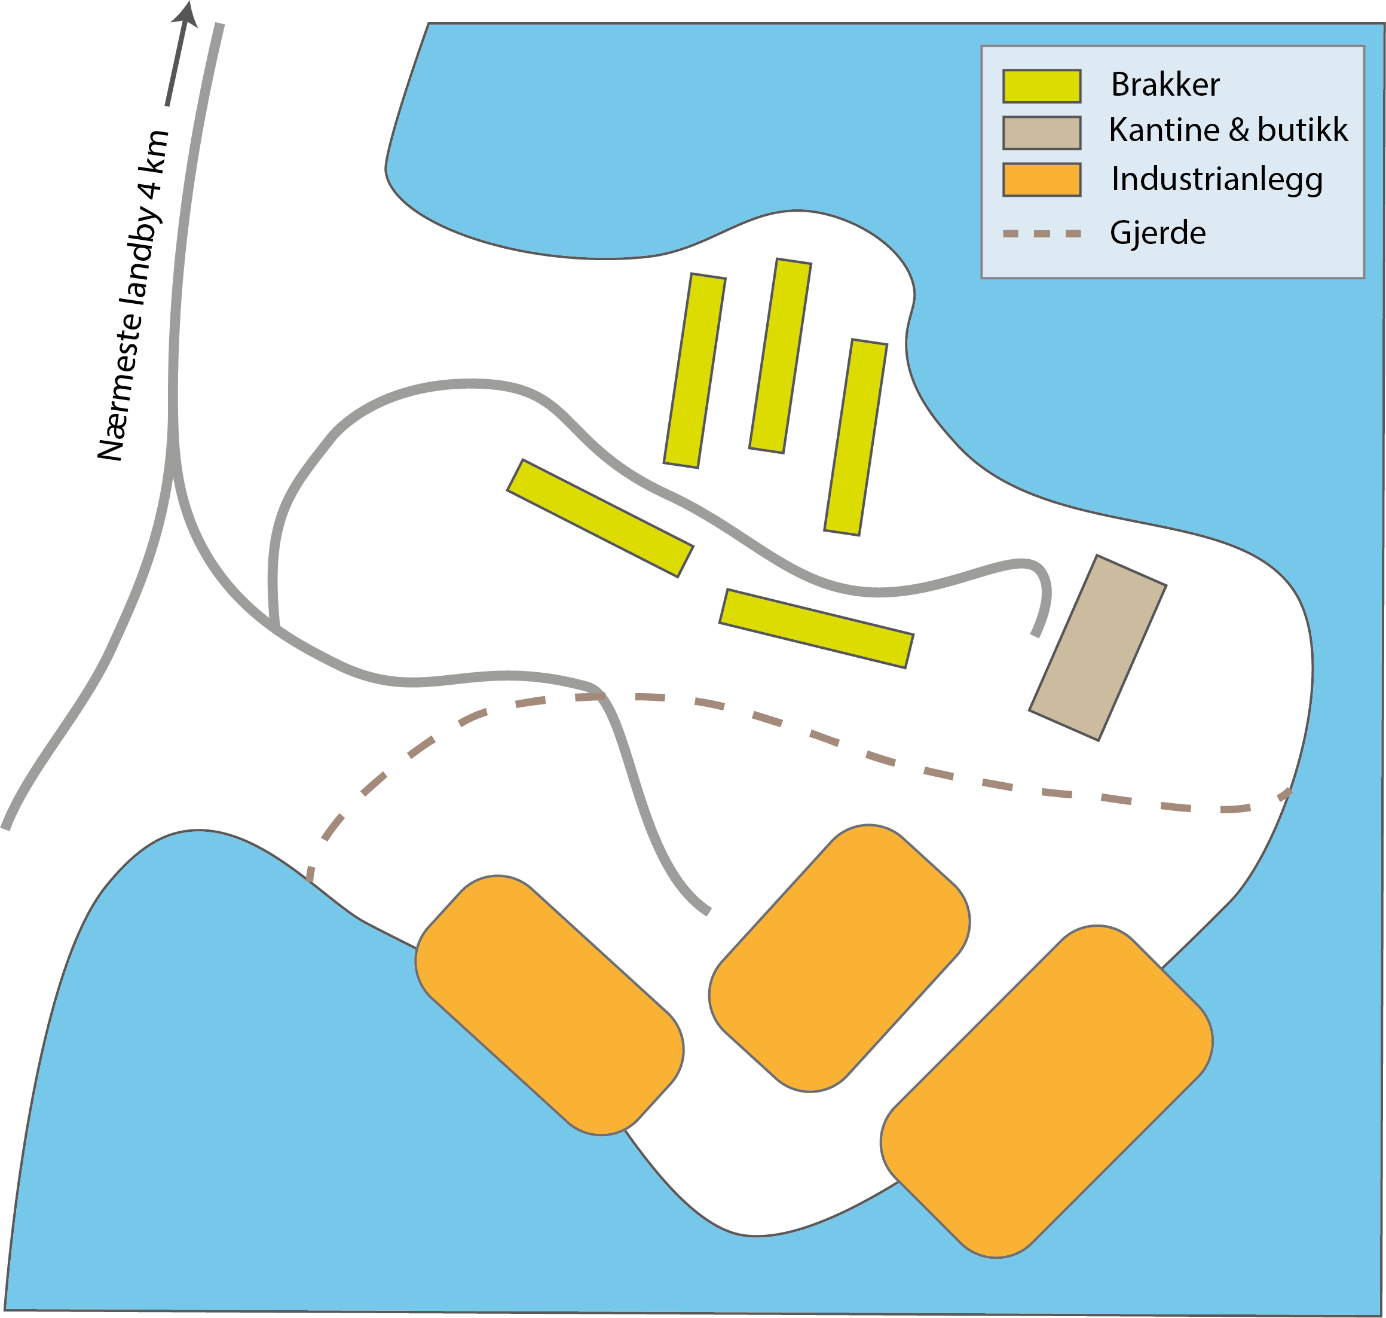 Nærmeste landby 4 km
Brakker
Kantine & butikk
Industrianlegg
Gjerde